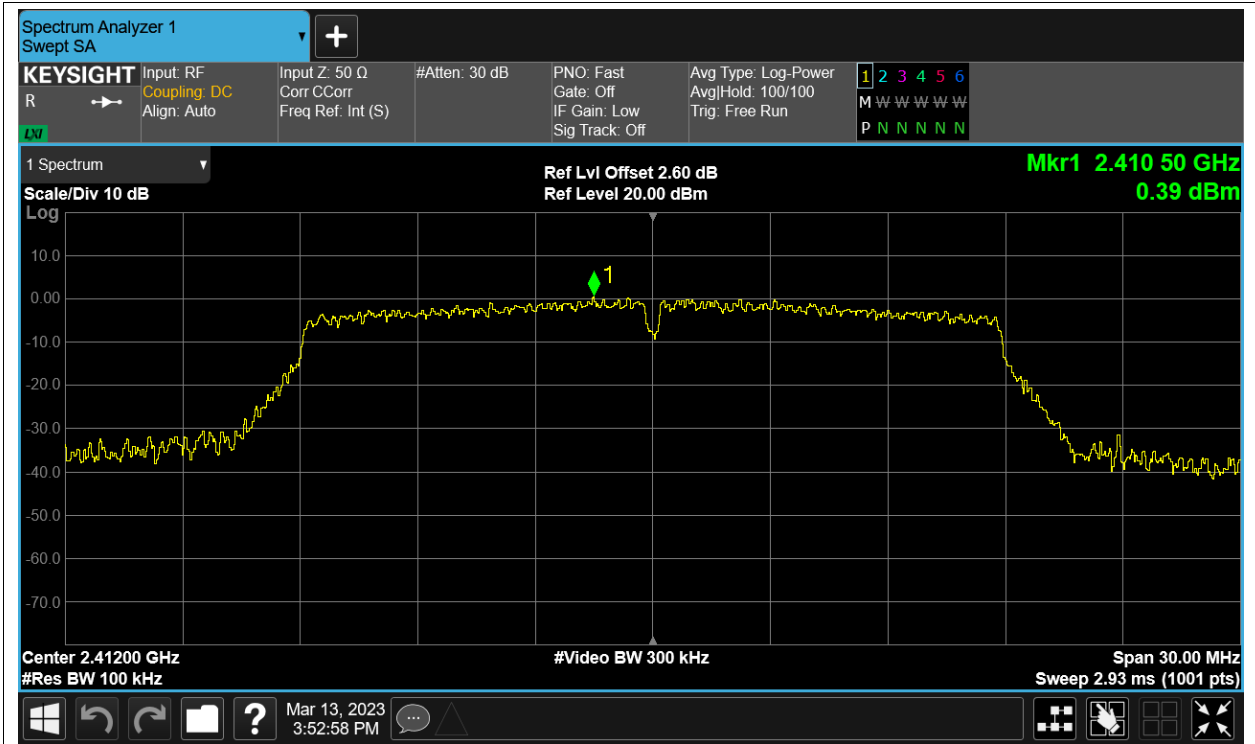 Spectrum Analyzer 1
Swept SA
+
KEYSIGHT
R
LXI
Input: RF
Coupling: DC
Align: Auto
Input Z: 50 Ω
Corr CCorr
Freq Ref: Int (S)
#Atten: 30 dB
PNO: Fast
Gate: Off
IF Gain: Low
Sig Track: Off
Avg Type: Log-Power
Avg|Hold: 100/100
Trig: Free Run
1 2 3 4 5 6
M W W W W W
P N N N N N
1 Spectrum
Scale/Div 10 dB
Log
Ref Lvl Offset 2.60 dB
Ref Level 20.00 dBm
Mkr1 2.410 50 GHz
0.39 dBm
10.0
0.00
-10.0
-20.0
-30.0
-40.0
-50.0
-60.0
-70.0
1
Center 2.41200 GHz
#Res BW 100 kHz
#Video BW 300 kHz
Span 30.00 MHz
Sweep 2.93 ms (1001 pts)
?
Mar 13, 2023
3:52:58 PM